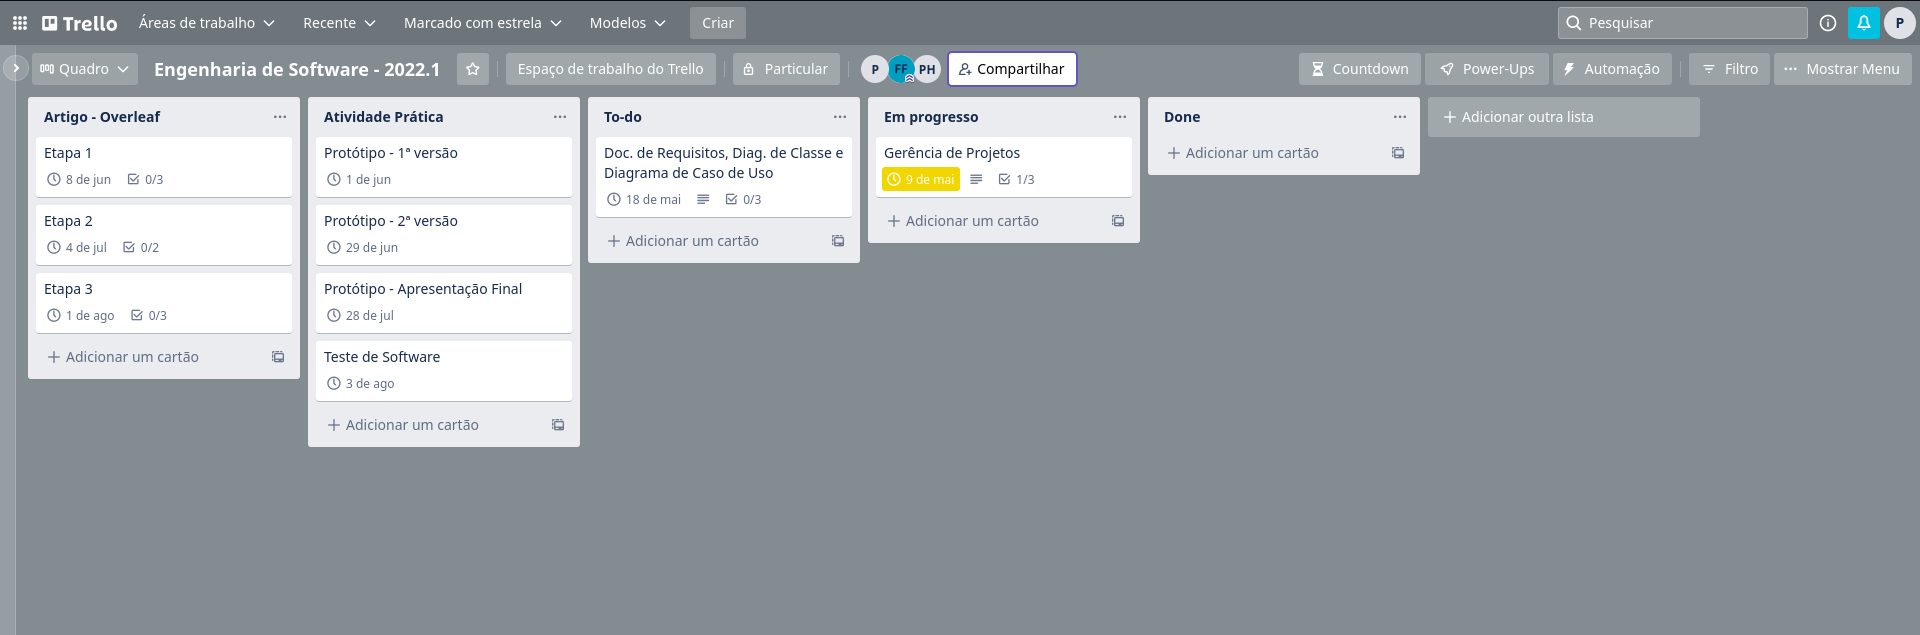 Trello
Áreas de trabalho
Recente
Marcado com estrela
Modelos
Criar
Pesquisar
P
Quadro
Engenharia de Software - 2022.1
Espaço de trabalho do Trello
Particular
P
FF
PH
Compartilhar
Countdown
Power-Ups
Automação
Filtro
Mostrar Menu
Artigo - Overleaf
Etapa 1
8 de jun 0/3
Etapa 2
4 de jul 0/2
Etapa 3
1 de ago 0/3
Adicionar um cartão
Atividade Prática
Protótipo - 1ª versão
1 de jun
Protótipo - 2ª versão
29 de jun
Protótipo - Apresentação Final
28 de jul
Teste de Software
3 de ago
Adicionar um cartão
To-do
Doc. de Requisitos, Diag. de Classe e
Diagrama de Caso de Uso
18 de mai 0/3
Adicionar um cartão
Em progresso
Gerência de Projetos
9 de mai 1/3
Adicionar um cartão
Done
Adicionar um cartão
Adicionar outra lista